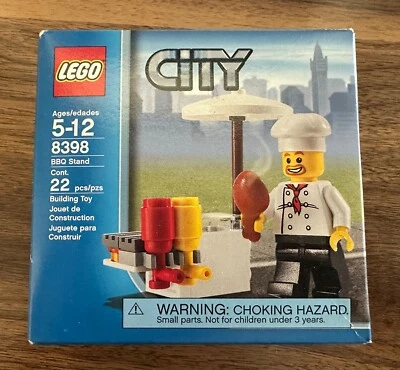 LEGO
CITY
Ages/edades
5-12
8398
BBQ Stand
Cont.
22 pcs/pzs
Building Toy
Jouet de
Construction
Juguete para
Construir
WARNING: CHOKING HAZARD.
Small parts. Not for children under 3 years.